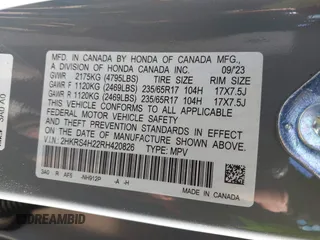 MFD. IN CANADA BY HONDA OF CANADA MFG.,
A DIVISION OF HONDA CANADA INC. 09/'23
GVWR 2175KG (4795LBS) TIRE SIZE RIM SIZE
GAWR F 1120KG (2469LBS) 235/65R17 104H 17X7.5J
GAWR R 1120KG (2469LBS) 235/65R17 104H 17X7.5J
THIS VEHICLE CONFORMS TO ALL APPLICABLE
FEDERAL MOTOR VEHICLE SAFETY AND
THEFT PREVENTION STANDARDS IN EFFECT ON THE
DATE OF MANUFACTURE SHOWN ABOVE.
V.I.N.: 2HKRS4H22RH420826 TYPE: MPV
DREAMBID